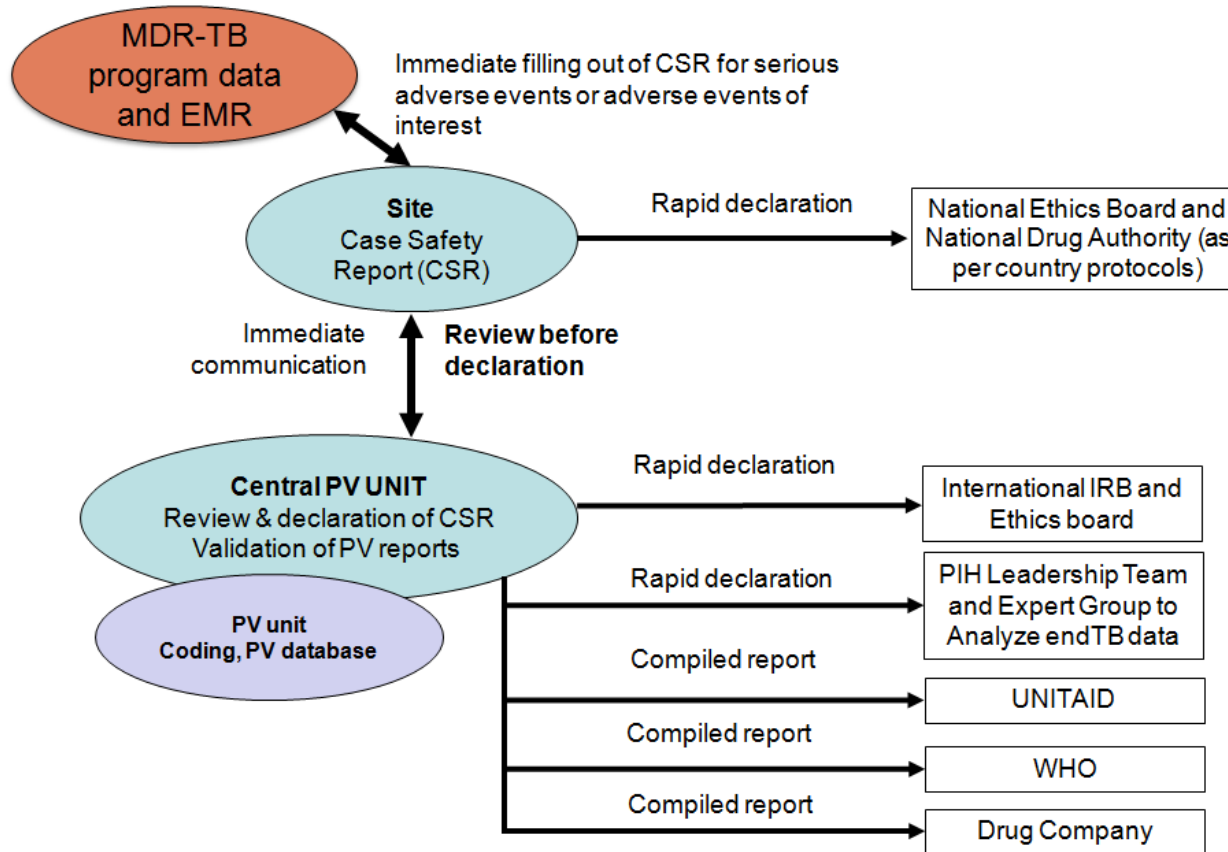 MDR-TB
program data
and EMR
Immediate filling out of CSR for serious
adverse events or adverse events of
interest
Site
Case Safety
Report (CSR)
Rapid declaration
National Ethics Board and
National Drug Authority (as
per country protocols)
Immediate
communication
Review before
declaration
Central PV UNIT
Review & declaration of CSR
Validation of PV reports
PV unit
Coding, PV database
Rapid declaration
International IRB and
Ethics board
Rapid declaration
PIH Leadership Team
and Expert Group to
Analyze endTB data
Compiled report
UNITAID
Compiled report
WHO
Compiled report
Drug Company